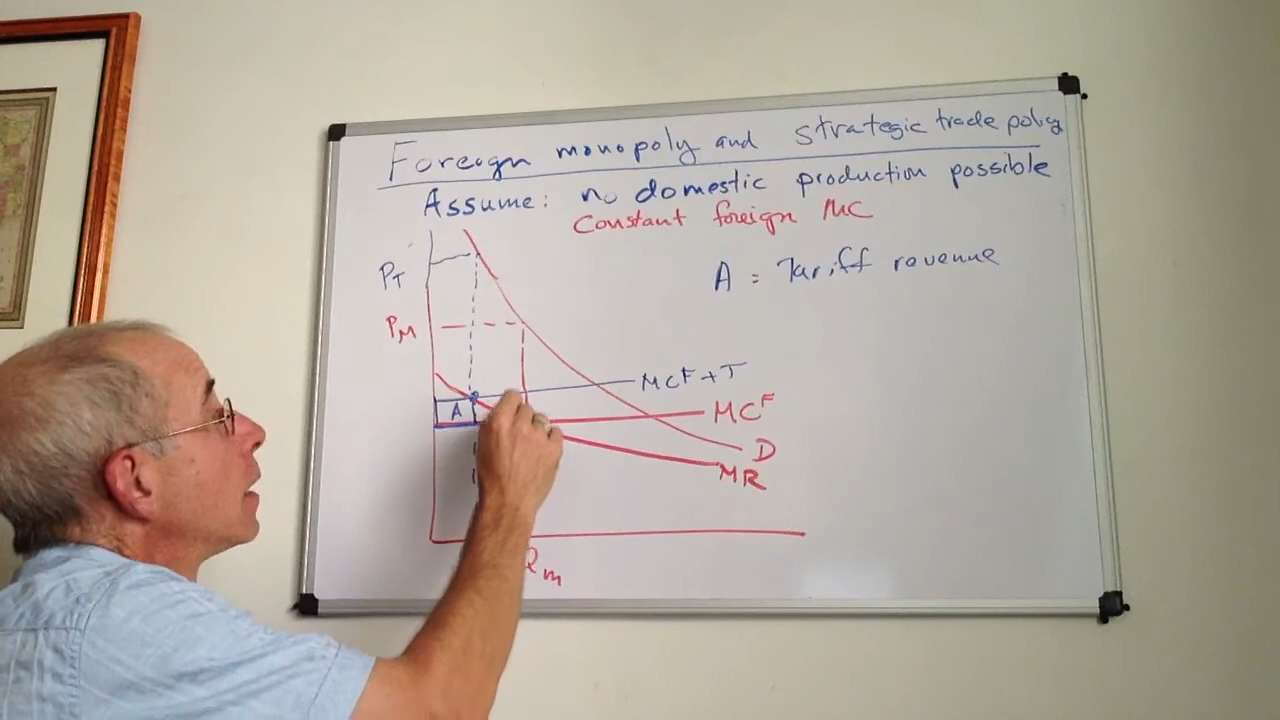 Foreign monopoly and strategic trade policy
Assume: no domestic production possible
Constant foreign MC
A = Tariff revenue
PT
PM
MCF+T
A
MCF
D
MR
Qm